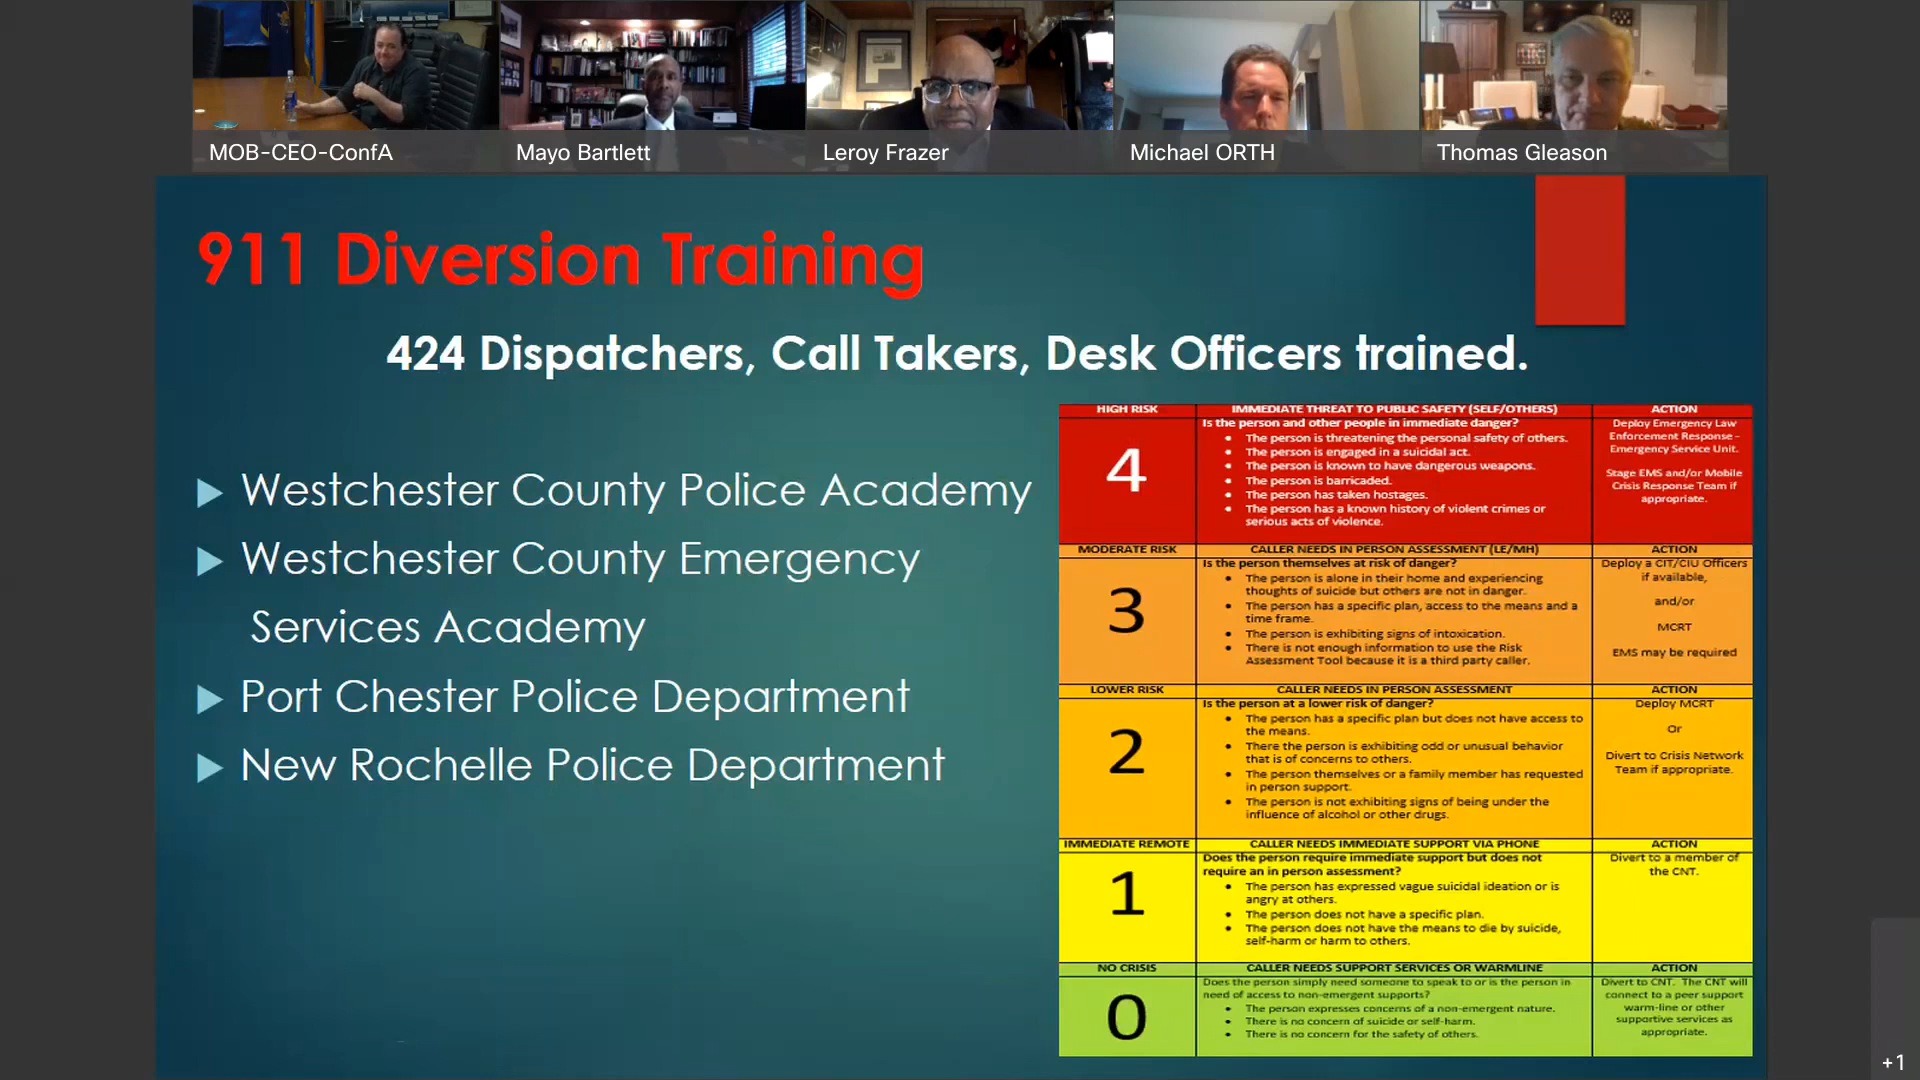 MOB-CEO-ConfA
Mayo Bartlett
Leroy Frazer
Michael ORTH
Thomas Gleason
911 Diversion Training
424 Dispatchers, Call Takers, Desk Officers trained.
Westchester County Police Academy
Westchester County Emergency
Services Academy
Port Chester Police Department
New Rochelle Police Department
HIGH RISK
IMMEDIATE THREAT TO PUBLIC SAFETY (SELF/OTHERS)
ACTION
4
Is the person and other people in immediate danger?
• The person is threatening the personal safety of others.
• The person is engaged in a suicidal act.
• The person is known to have dangerous weapons.
• The person is barricaded.
• The person has taken hostages.
• The person has a known history of violent crimes or
serious acts of violence.
Deploy Emergency Law
Enforcement Response -
Emergency Service Unit.
Stage EMS and/or Mobile
Crisis Response Team if
appropriate.
MODERATE RISK
CALLER NEEDS IN PERSON ASSESSMENT (LE/MH)
ACTION
3
Is the person themselves at risk of danger?
• The person is alone in their home and experiencing
thoughts of suicide but others are not in danger.
• The person has a specific plan, access to the means and a
time frame.
• The person is exhibiting signs of intoxication.
• There is not enough information to use the Risk
Assessment Tool because it is a third party caller.
Deploy a CIT/CIU Officers
if available,
and/or
MCRT
EMS may be required
LOWER RISK
CALLER NEEDS IN PERSON ASSESSMENT
ACTION
2
Is the person at a lower risk of danger?
• The person has a specific plan but does not have access to
the means.
• There the person is exhibiting odd or unusual behavior
that is of concerns to others.
• The person themselves or a family member has requested
in person support.
• The person is not exhibiting signs of being under the
influence of alcohol or other drugs.
Deploy MCRT
Or
Divert to Crisis Network
Team if appropriate.
IMMEDIATE REMOTE
CALLER NEEDS IMMEDIATE SUPPORT VIA PHONE
ACTION
1
Does the person require immediate support but does not
require an in person assessment?
• The person has expressed vague suicidal ideation or is
angry at others.
• The person does not have a specific plan.
• The person does not have the means to die by suicide,
self-harm or harm to others.
Divert to a member of
the CNT.
NO CRISIS
CALLER NEEDS SUPPORT SERVICES OR WARMLINE
ACTION
0
Does the person simply need someone to speak to or is the person in
need of access to non-emergent supports?
• The person expresses concerns of a non-emergent nature.
• There is no concern of suicide or self-harm.
• There is no concern for the safety of others.
Divert to CNT. The CNT will
connect to a peer support
warm-line or other
supportive services as
appropriate.
+1